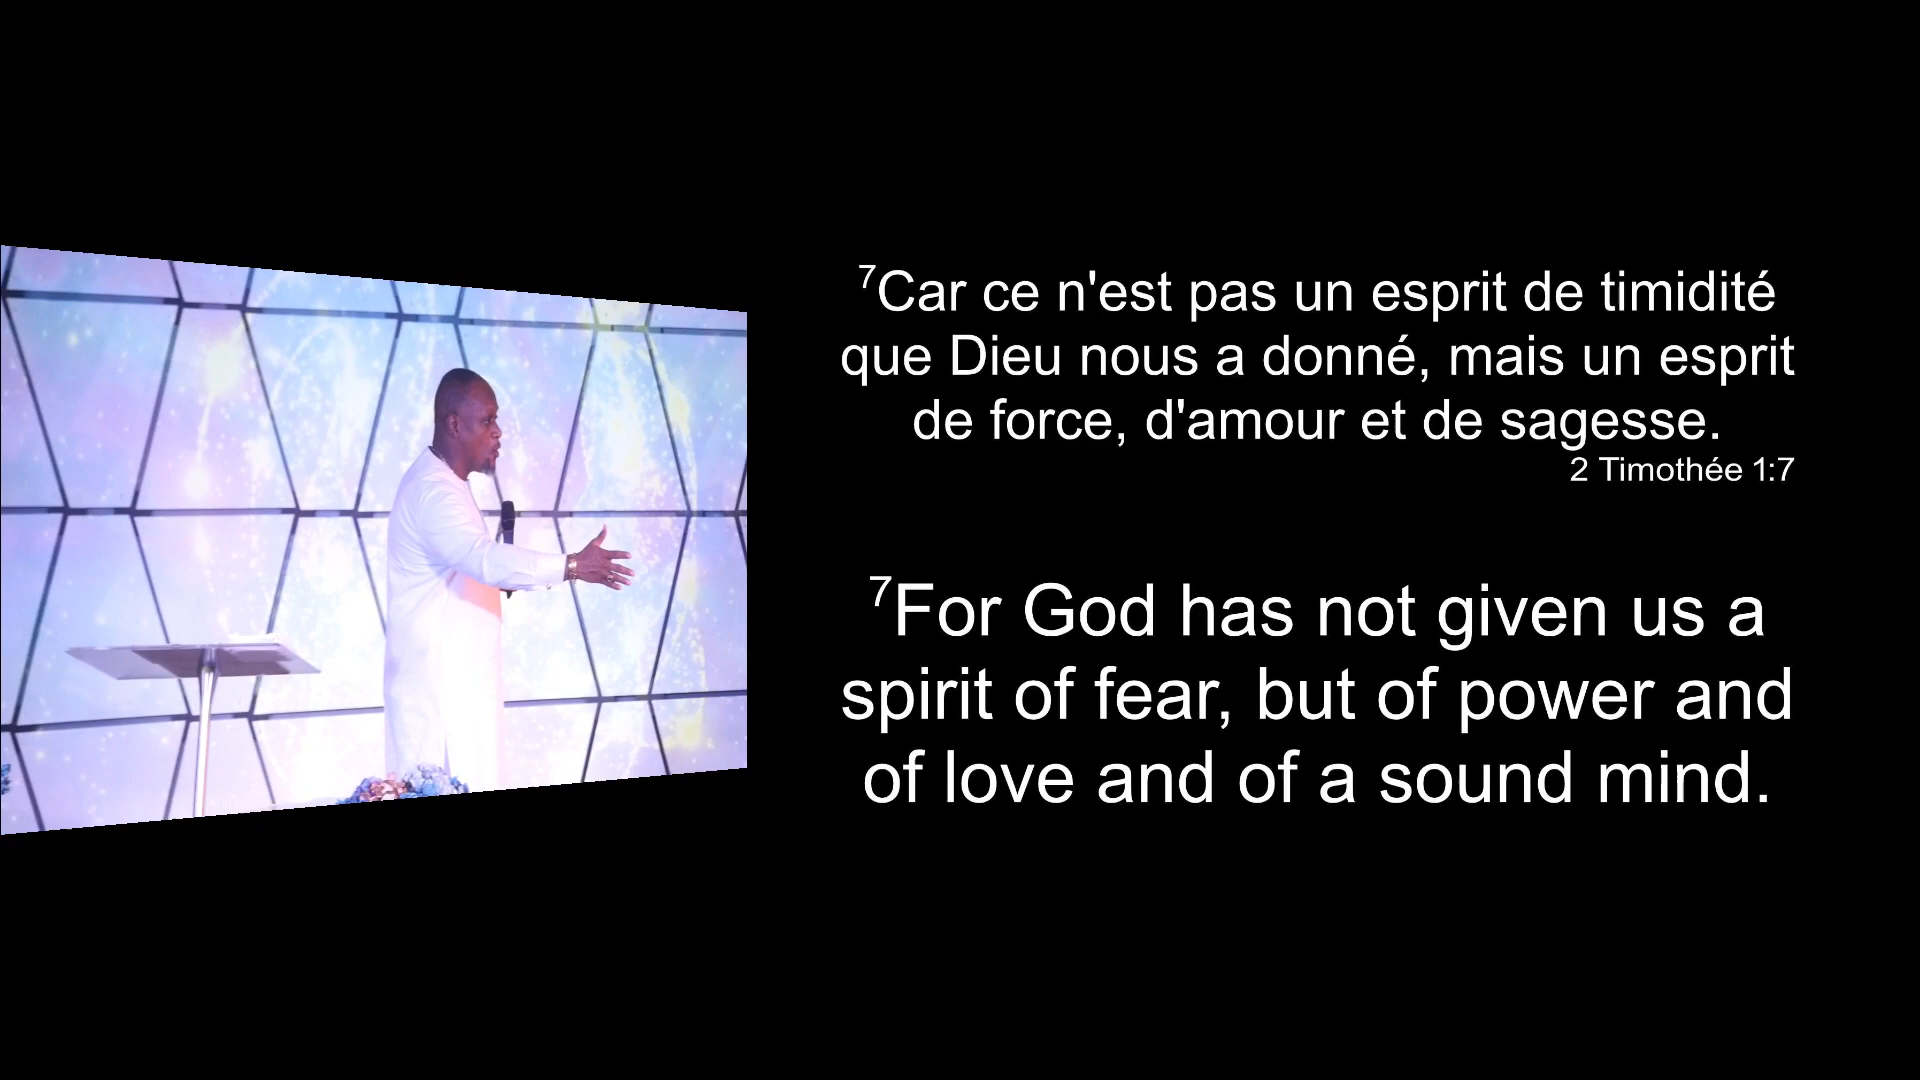 ⁷Car ce n'est pas un esprit de timidité
que Dieu nous a donné, mais un esprit
de force, d'amour et de sagesse.
2 Timothée 1:7
⁷For God has not given us a
spirit of fear, but of power and
of love and of a sound mind.